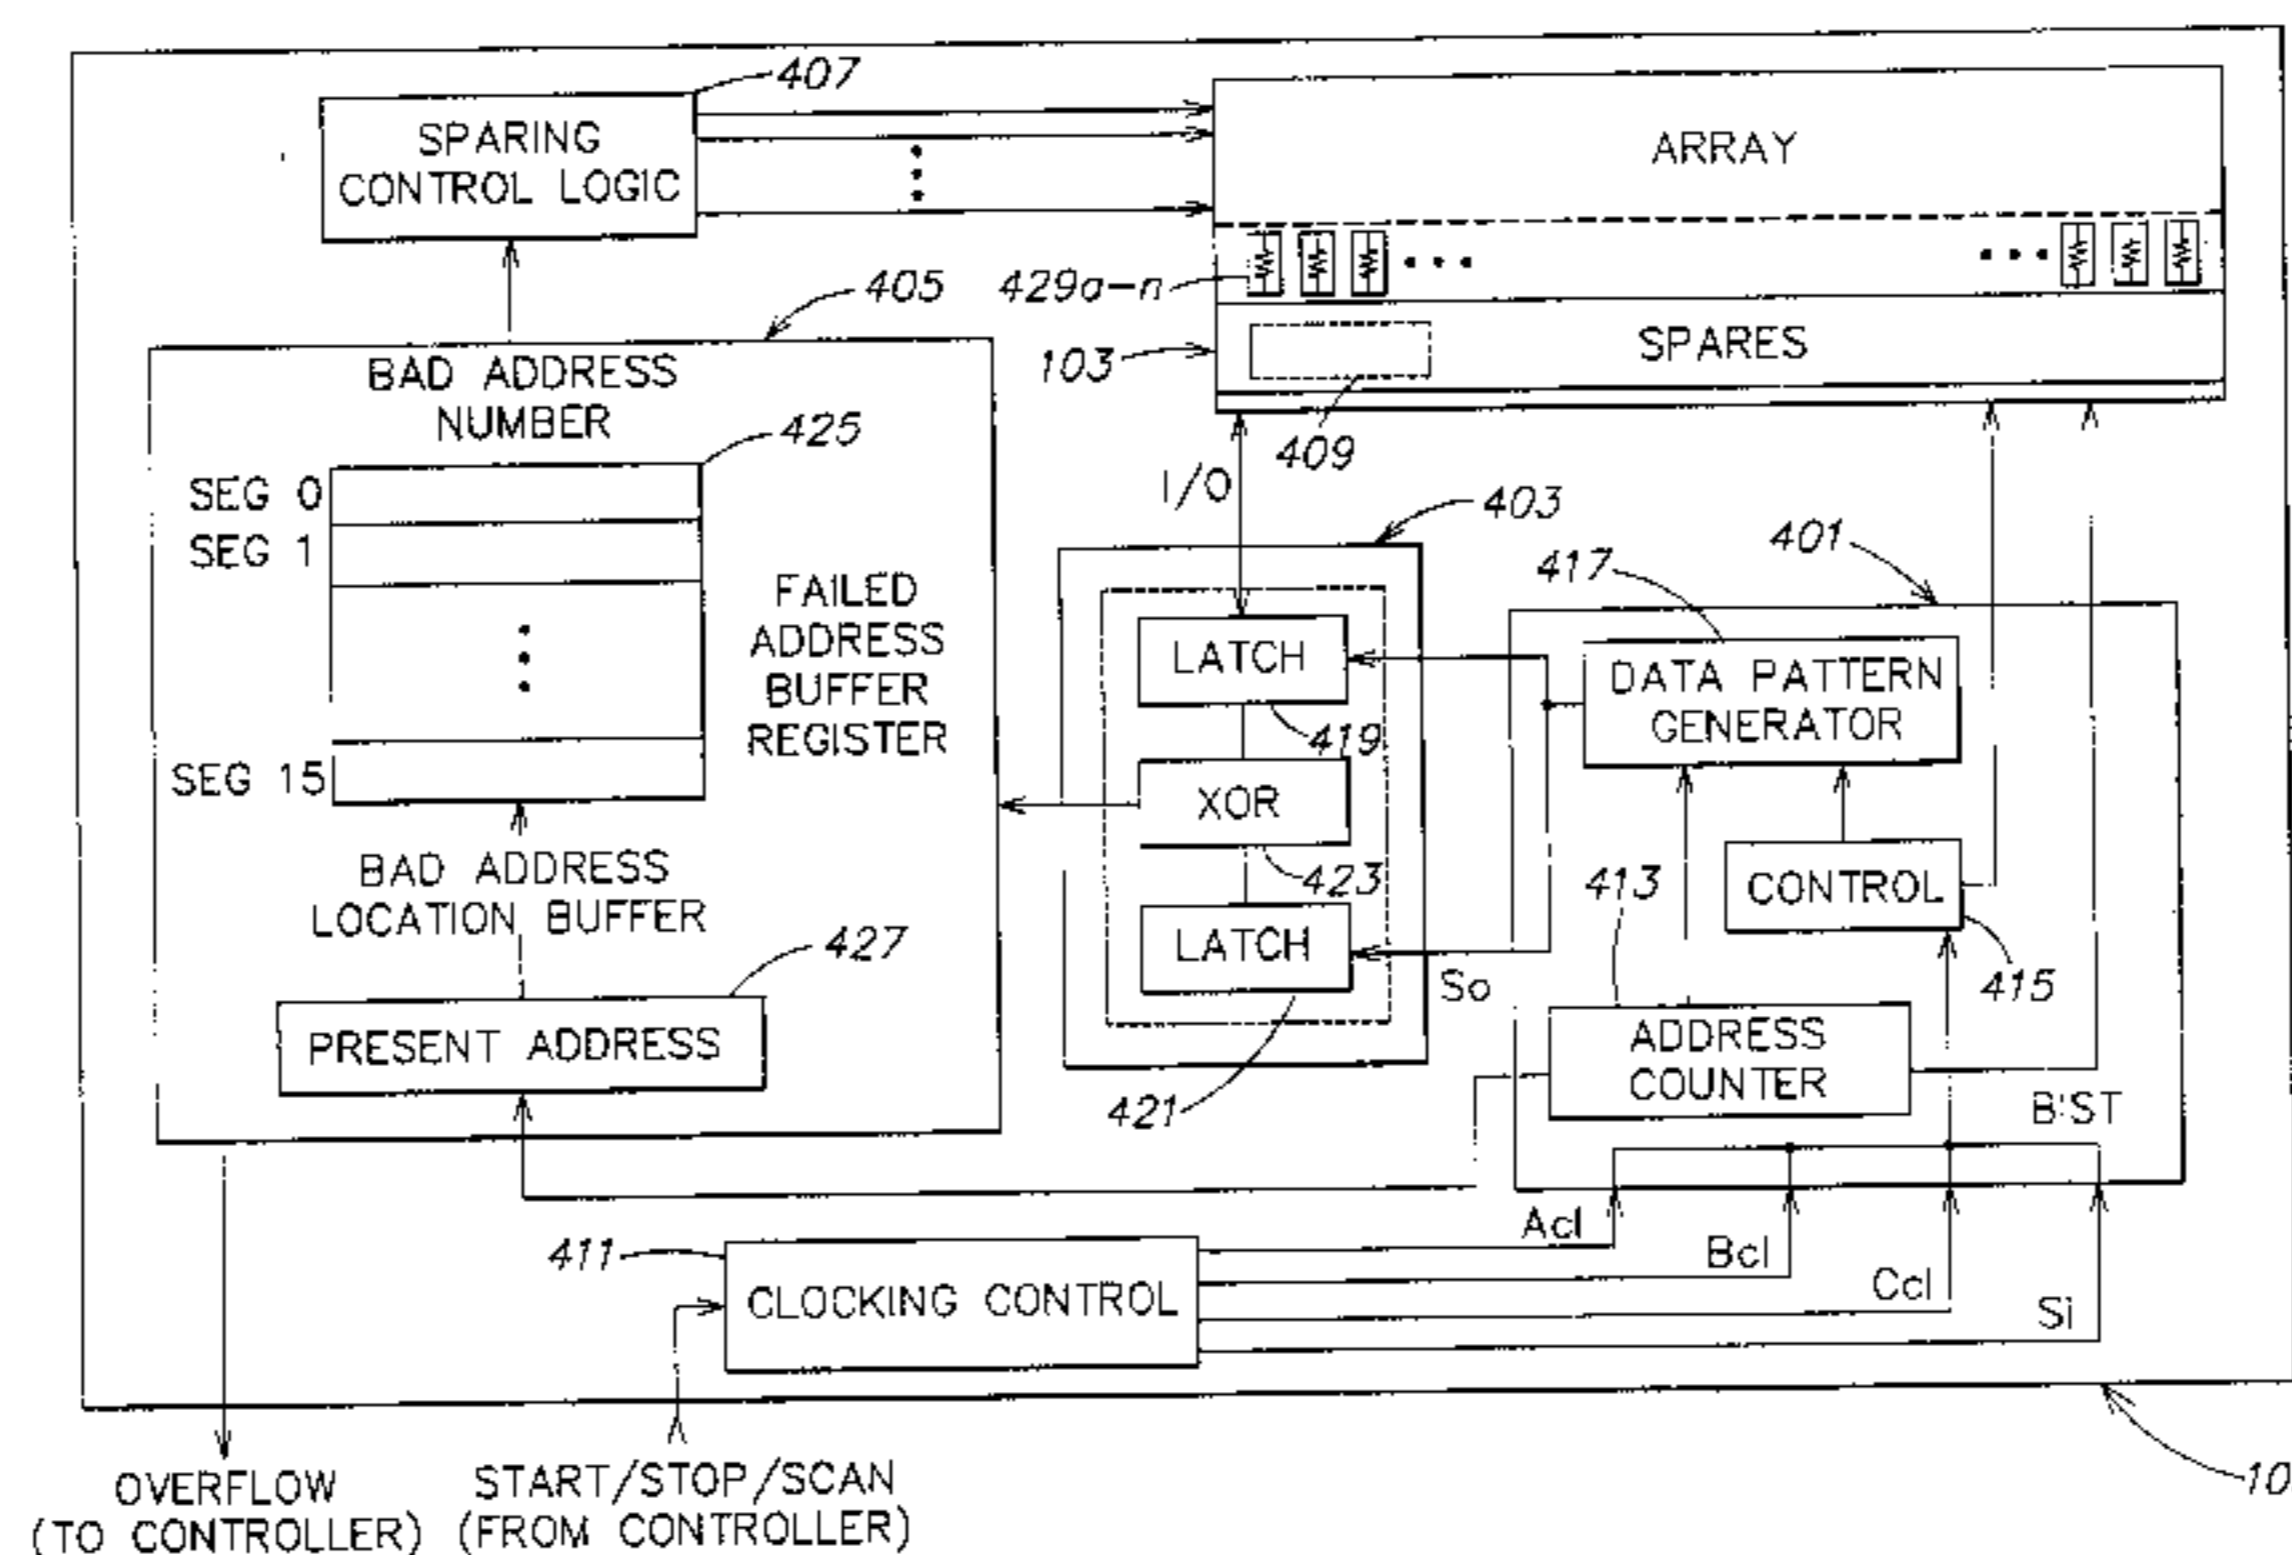 407
SPARING
CONTROL LOGIC
ARRAY
429a-n
405
103
SPARES
BAD ADDRESS
NUMBER
425
409
SEG 0
I/O
403
SEG 1
401
417
FAILED
ADDRESS
BUFFER
REGISTER
LATCH
DATA PATTERN
GENERATOR
419
SEG 15
XOR
BAD ADDRESS
LOCATION BUFFER
423
413
CONTROL
427
LATCH
So
415
PRESENT ADDRESS
ADDRESS
COUNTER
421
BIST
Acl
411
Bcl
CLOCKING CONTROL
Ccl
Si
10
OVERFLOW
(TO CONTROLLER)
START/STOP/SCAN
(FROM CONTROLLER)